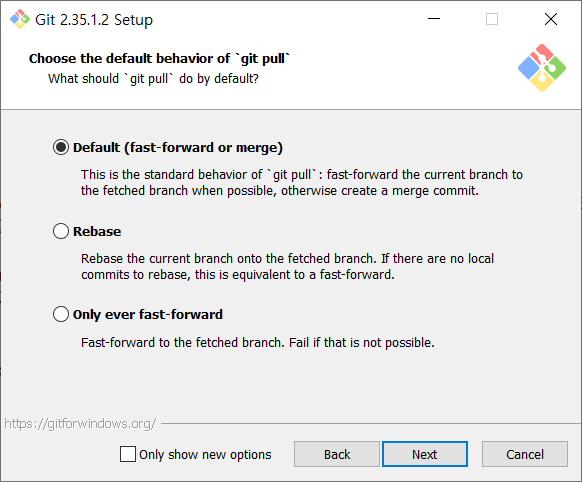 Git 2.35.1.2 Setup
Choose the default behavior of `git pull`
What should `git pull` do by default?
Default (fast-forward or merge)
This is the standard behavior of `git pull`: fast-forward the current branch to
the fetched branch when possible, otherwise create a merge commit.
Rebase
Rebase the current branch onto the fetched branch. If there are no local
commits to rebase, this is equivalent to a fast-forward.
Only ever fast-forward
Fast-forward to the fetched branch. Fail if that is not possible.
https://gitforwindows.org/
Only show new options
Back
Next
Cancel